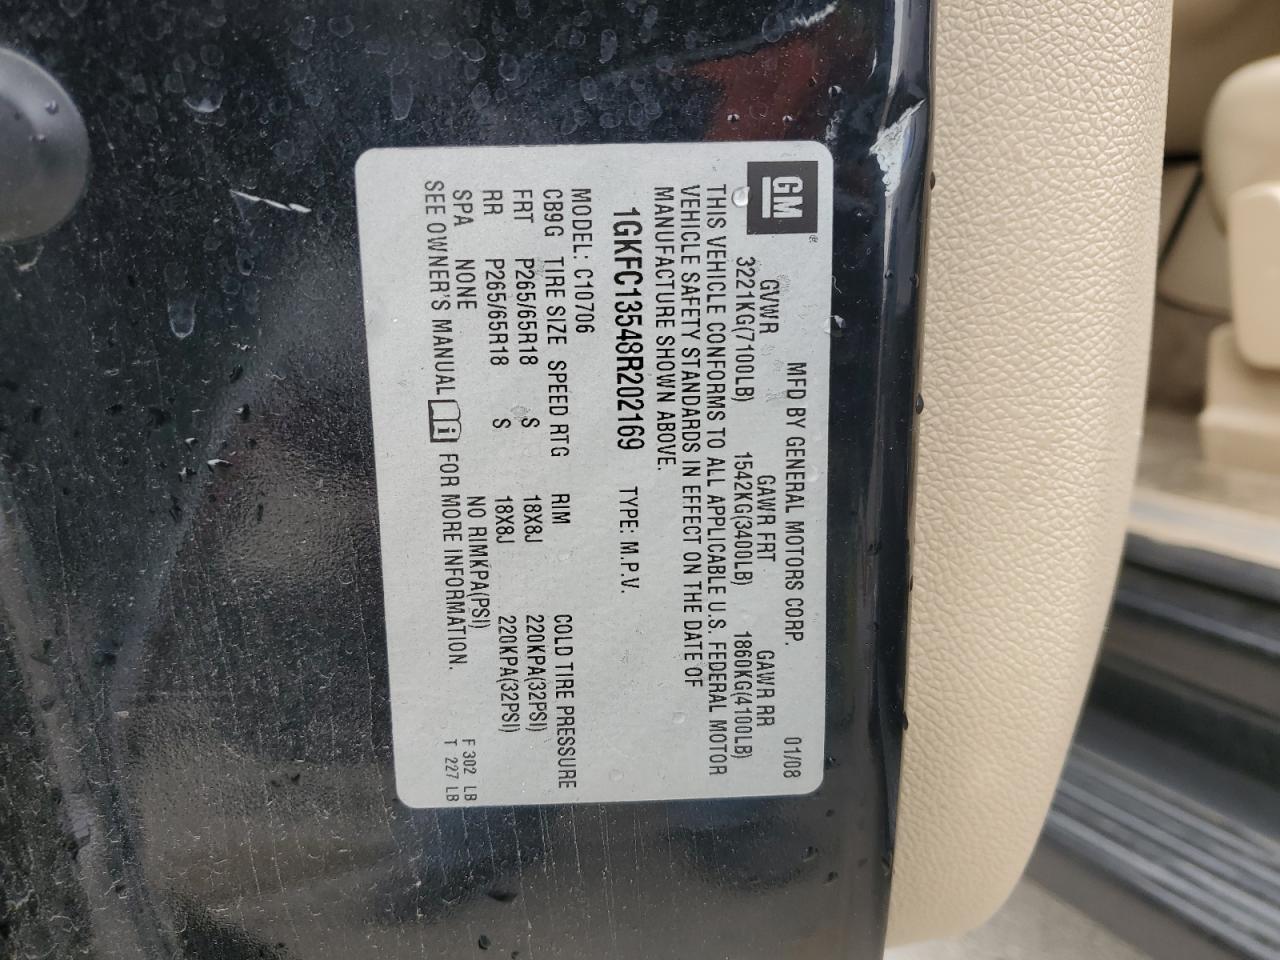 GM®
MFD BY GENERAL MOTORS CORP. 01/08
GVWR GAWR FRT GAWR RR
3221KG(7100LB) 1542KG(3400LB) 1860KG(4100LB)
THIS VEHICLE CONFORMS TO ALL APPLICABLE U.S. FEDERAL MOTOR
VEHICLE SAFETY STANDARDS IN EFFECT ON THE DATE OF
MANUFACTURE SHOWN ABOVE.
1GKFC13548R202169 TYPE: M.P.V.
MODEL: C10706
CB9G TIRE SIZE SPEED RTG RIM COLD TIRE PRESSURE
FRT P265/65R18 S 18X8J 220KPA(32PSI)
RR P265/65R18 S 18X8J 220KPA(32PSI)
SPA NONE NO RIMKPA(PSI)
SEE OWNER'S MANUAL i FOR MORE INFORMATION.
F 302 LB
T 227 LB